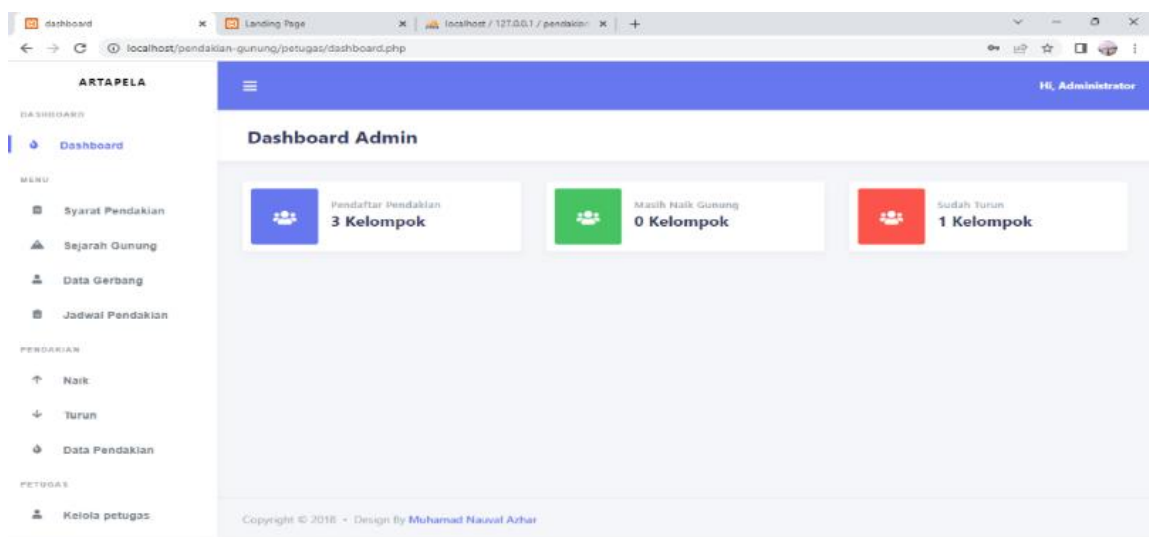 dashboard
Landing Page
localhost / 127.0.0.1 / pendakian
localhost/pendakian-gunung/petugas/dashboard.php
ARTAPELA
Hi, Administrator
DASHBOARD
Dashboard
Dashboard Admin
MENU
Syarat Pendakian
Sejarah Gunung
Data Gerbang
Jadwal Pendakian
Pendaftar Pendakian
3 Kelompok
Masih Naik Gunung
0 Kelompok
Sudah Turun
1 Kelompok
PENDAKIAN
Naik
Turun
Data Pendakian
PETUGAS
Kelola petugas
Copyright © 2018 • Design By Muhamad Nauval Azhar